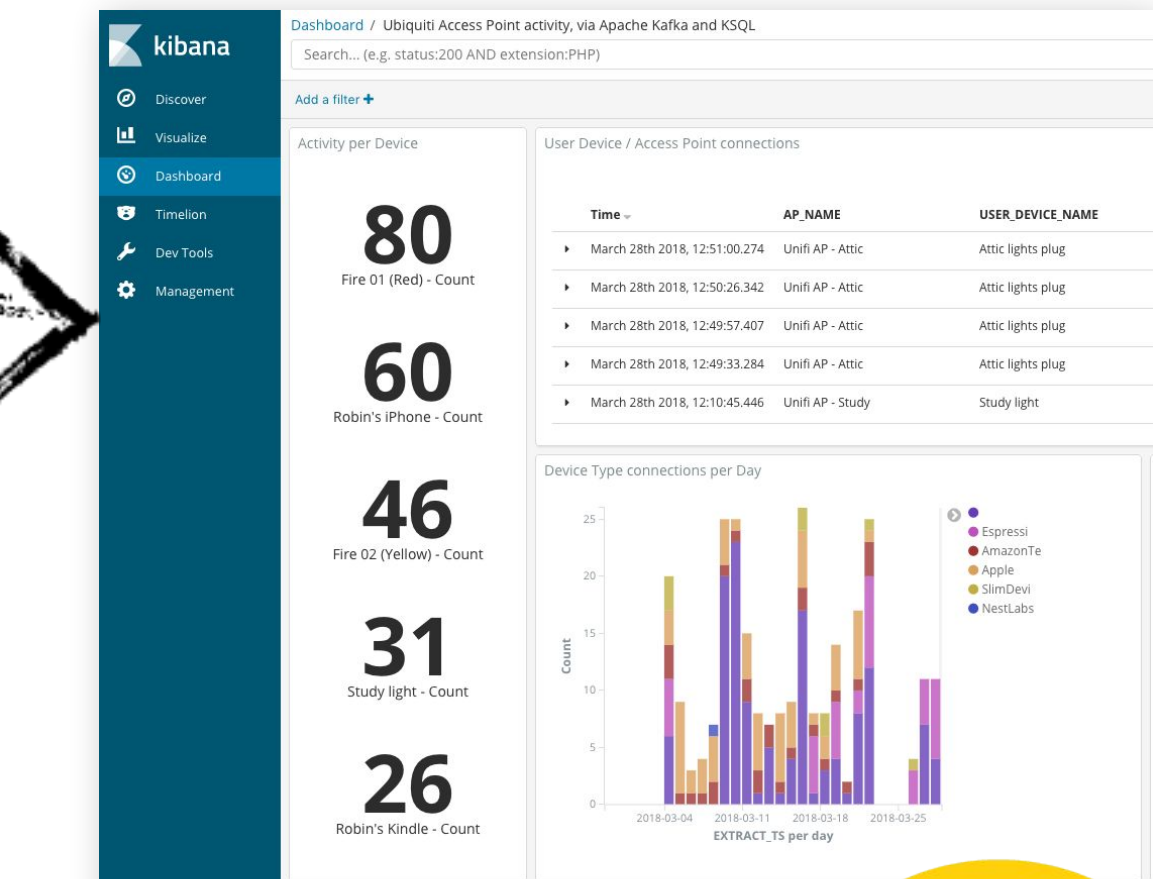 kibana
Discover
Visualize
Dashboard
Timelion
Dev Tools
Management
Dashboard / Ubiquiti Access Point activity, via Apache Kafka and KSQL
Search... (e.g. status:200 AND extension:PHP)
Add a filter +
Activity per Device
80
Fire 01 (Red) - Count
60
Robin's iPhone - Count
46
Fire 02 (Yellow) - Count
31
Study light - Count
26
Robin's Kindle - Count
User Device / Access Point connections
Time AP_NAME USER_DEVICE_NAME
March 28th 2018, 12:51:00.274 Unifi AP - Attic Attic lights plug
March 28th 2018, 12:50:26.342 Unifi AP - Attic Attic lights plug
March 28th 2018, 12:49:57.407 Unifi AP - Attic Attic lights plug
March 28th 2018, 12:49:33.284 Unifi AP - Attic Attic lights plug
March 28th 2018, 12:10:45.446 Unifi AP - Study Study light
Device Type connections per Day
25
20
15
10
5
0
Count
2018-03-04 2018-03-11 2018-03-18 2018-03-25
EXTRACT_TS per day
Espressi
AmazonTe
Apple
SlimDevi
NestLabs